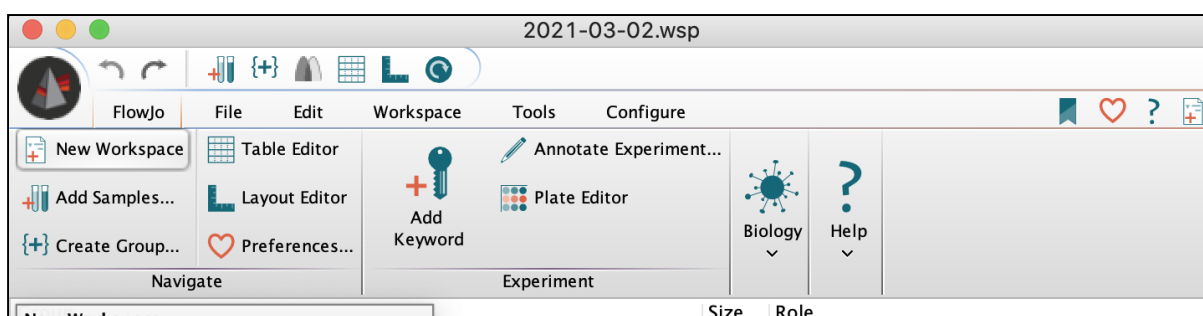 2021-03-02.wsp
FlowJo File Edit Workspace Tools Configure
New Workspace Table Editor Annotate Experiment...
Add Samples... Layout Editor Add Keyword Plate Editor
Create Group... Preferences... Biology Help
Navigate Experiment
Size Role